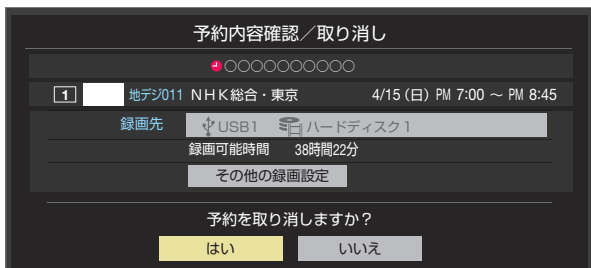 予約内容確認／取り消し
○○○○○○○○○○
1 地デジ011 NHK総合・東京 4/15（日）PM 7:00 ～ PM 8:45
録画先 USB1 ハードディスク1
録画可能時間 38時間22分
その他の録画設定
予約を取り消しますか？
はい いいえ